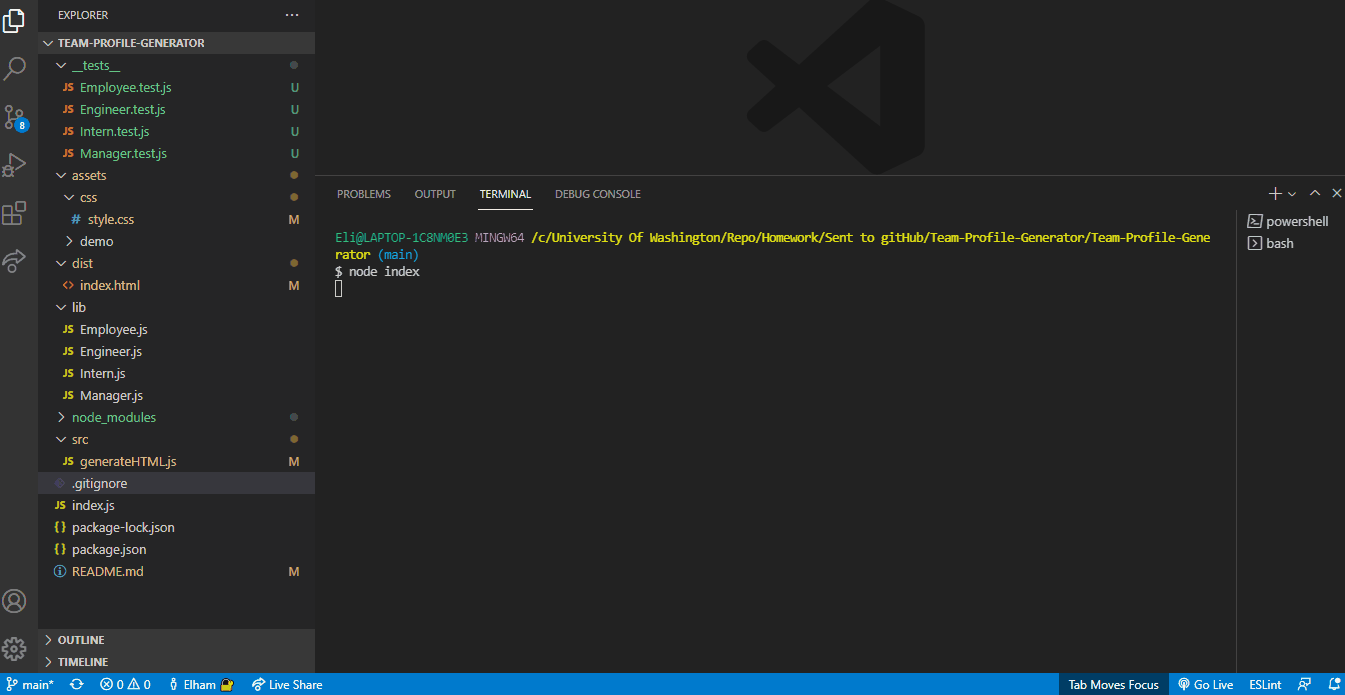 EXPLORER
TEAM-PROFILE-GENERATOR
__tests__
JS Employee.test.js U
JS Engineer.test.js U
JS Intern.test.js U
JS Manager.test.js U
assets
css
# style.css M
demo
dist
<> index.html M
lib
JS Employee.js
JS Engineer.js
JS Intern.js
JS Manager.js
node_modules
src
JS generateHTML.js M
.gitignore
JS index.js
{} package-lock.json
{} package.json
README.md M
OUTLINE
TIMELINE
8
PROBLEMS OUTPUT TERMINAL DEBUG CONSOLE
Eli@LAPTOP-1C8NM0E3 MINGW64 /c/University Of Washington/Repo/Homework/Sent to gitHub/Team-Profile-Generator/Team-Profile-Gene
rator (main)
$ node index
powershell
bash
main* 0 0 Elham Live Share Tab Moves Focus Go Live ESLint